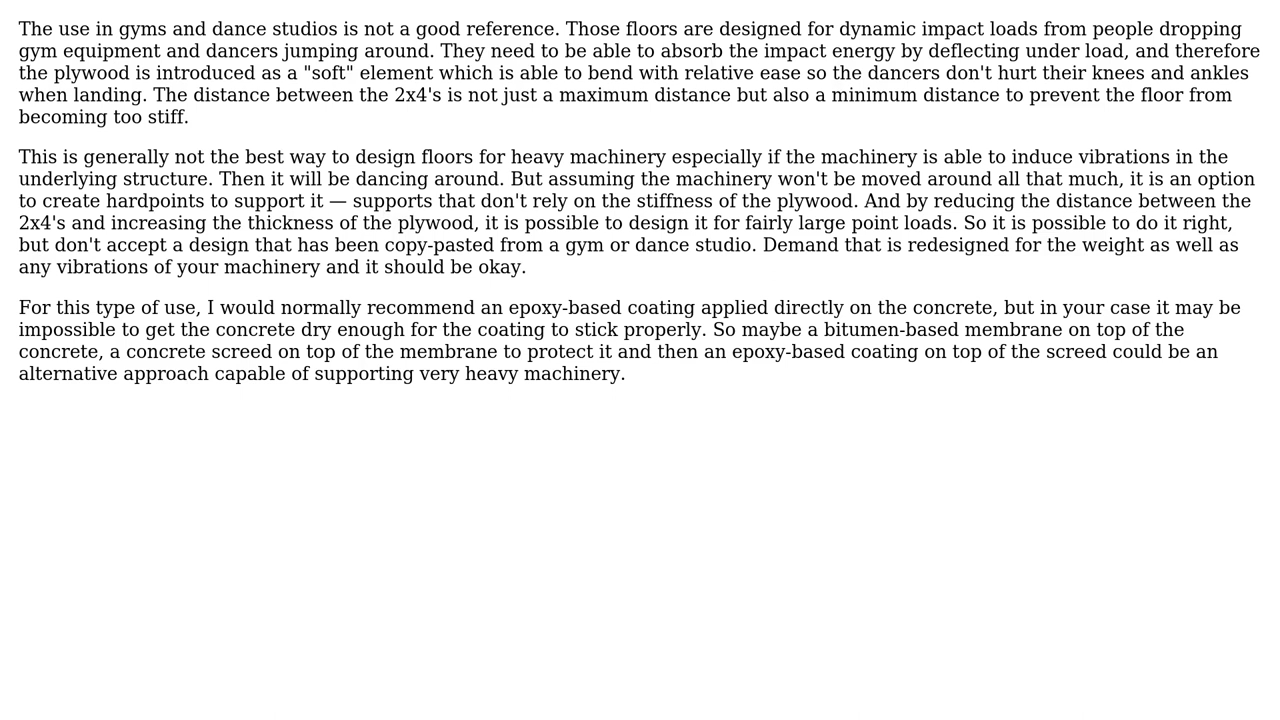 The use in gyms and dance studios is not a good reference. Those floors are designed for dynamic impact loads from people dropping
gym equipment and dancers jumping around. They need to be able to absorb the impact energy by deflecting under load, and therefore
the plywood is introduced as a "soft" element which is able to bend with relative ease so the dancers don't hurt their knees and ankles
when landing. The distance between the 2x4's is not just a maximum distance but also a minimum distance to prevent the floor from
becoming too stiff.
This is generally not the best way to design floors for heavy machinery especially if the machinery is able to induce vibrations in the
underlying structure. Then it will be dancing around. But assuming the machinery won't be moved around all that much, it is an option
to create hardpoints to support it — supports that don't rely on the stiffness of the plywood. And by reducing the distance between the
2x4's and increasing the thickness of the plywood, it is possible to design it for fairly large point loads. So it is possible to do it right,
but don't accept a design that has been copy-pasted from a gym or dance studio. Demand that is redesigned for the weight as well as
any vibrations of your machinery and it should be okay.
For this type of use, I would normally recommend an epoxy-based coating applied directly on the concrete, but in your case it may be
impossible to get the concrete dry enough for the coating to stick properly. So maybe a bitumen-based membrane on top of the
concrete, a concrete screed on top of the membrane to protect it and then an epoxy-based coating on top of the screed could be an
alternative approach capable of supporting very heavy machinery.